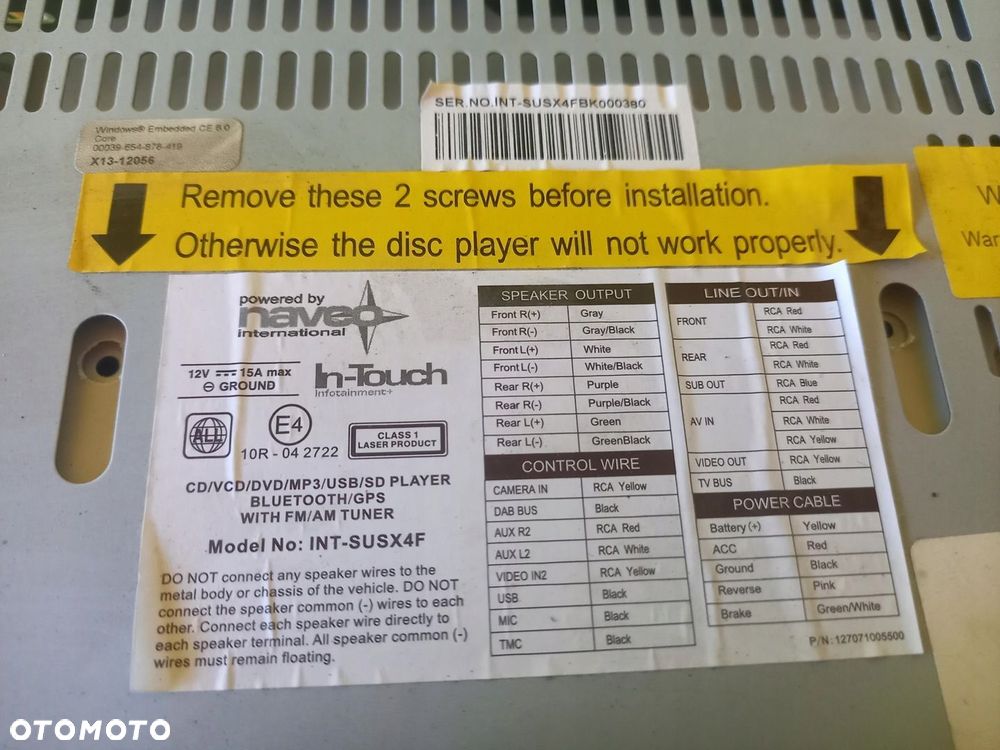 SER.NO.INT-SUSX4FBK000380
Windows® Embedded CE 6.0
Core
00039-654-876-419
X13-12056
Remove these 2 screws before installation.
Otherwise the disc player will not work properly.
W
War
powered by
naveo
international
12V 15A max
GROUND
In-Touch
Infotainment+
ALL
E4
10R - 04 2722
CLASS 1
LASER PRODUCT
CD/VCD/DVD/MP3/USB/SD PLAYER
BLUETOOTH/GPS
WITH FM/AM TUNER
Model No: INT-SUSX4F
DO NOT connect any speaker wires to the
metal body or chassis of the vehicle. DO NOT
connect the speaker common (-) wires to each
other. Connect each speaker wire directly to
each speaker terminal. All speaker common (-)
wires must remain floating.
SPEAKER OUTPUT
Front R(+) Gray
Front R(-) Gray/Black
Front L(+) White
Front L(-) White/Black
Rear R(+) Purple
Rear R(-) Purple/Black
Rear L(+) Green
Rear L(-) GreenBlack
CONTROL WIRE
CAMERA IN RCA Yellow
DAB BUS Black
AUX R2 RCA Red
AUX L2 RCA White
VIDEO IN2 RCA Yellow
USB Black
MIC Black
TMC Black
LINE OUT/IN
FRONT RCA Red
RCA White
REAR RCA Red
RCA White
SUB OUT RCA Blue
AV IN RCA Red
RCA White
RCA Yellow
VIDEO OUT RCA Yellow
TV BUS Black
POWER CABLE
Battery (+) Yellow
ACC Red
Ground Black
Reverse Pink
Brake Green/White
P/N: 127071005500
OTOMOTO